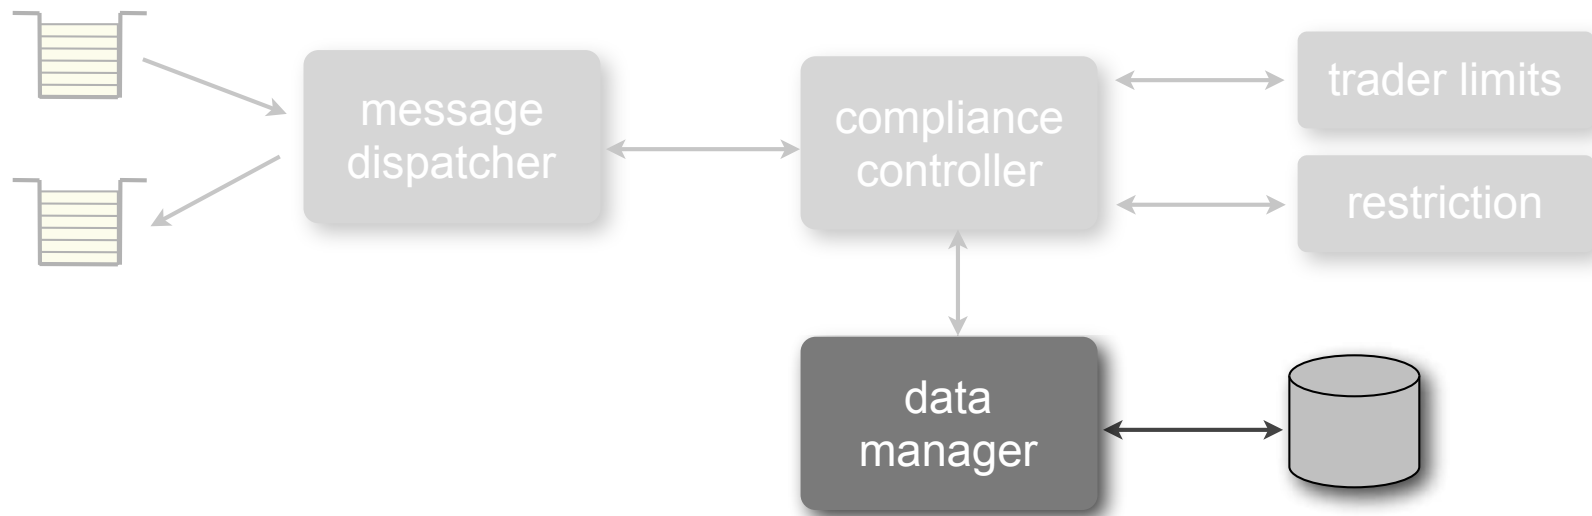 message
dispatcher
compliance
controller
trader limits
restriction
data
manager